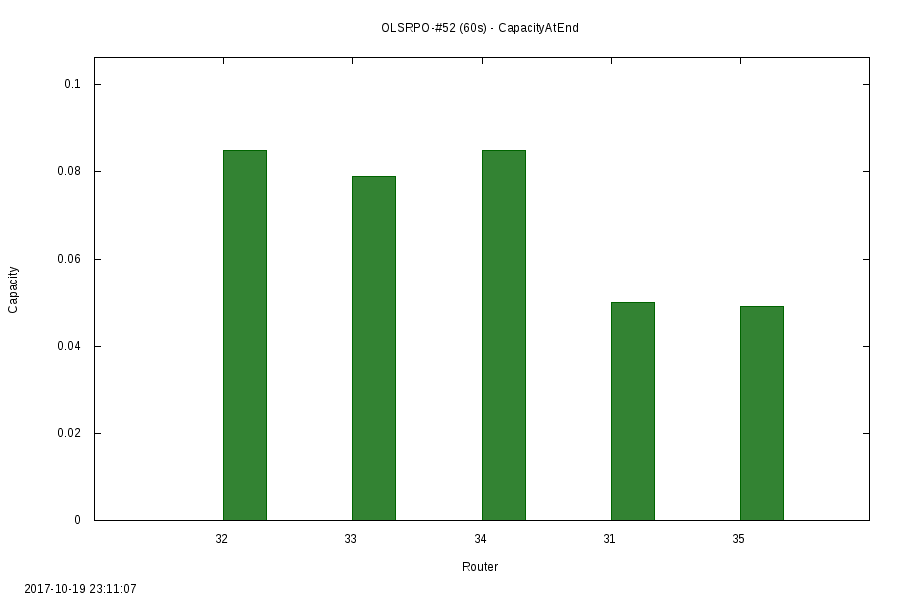 OLSRPO-#52 (60s) - CapacityAtEnd
0.1
0.08
0.06
0.04
0.02
0
Capacity
32 33 34 31 35
Router
2017-10-19 23:11:07